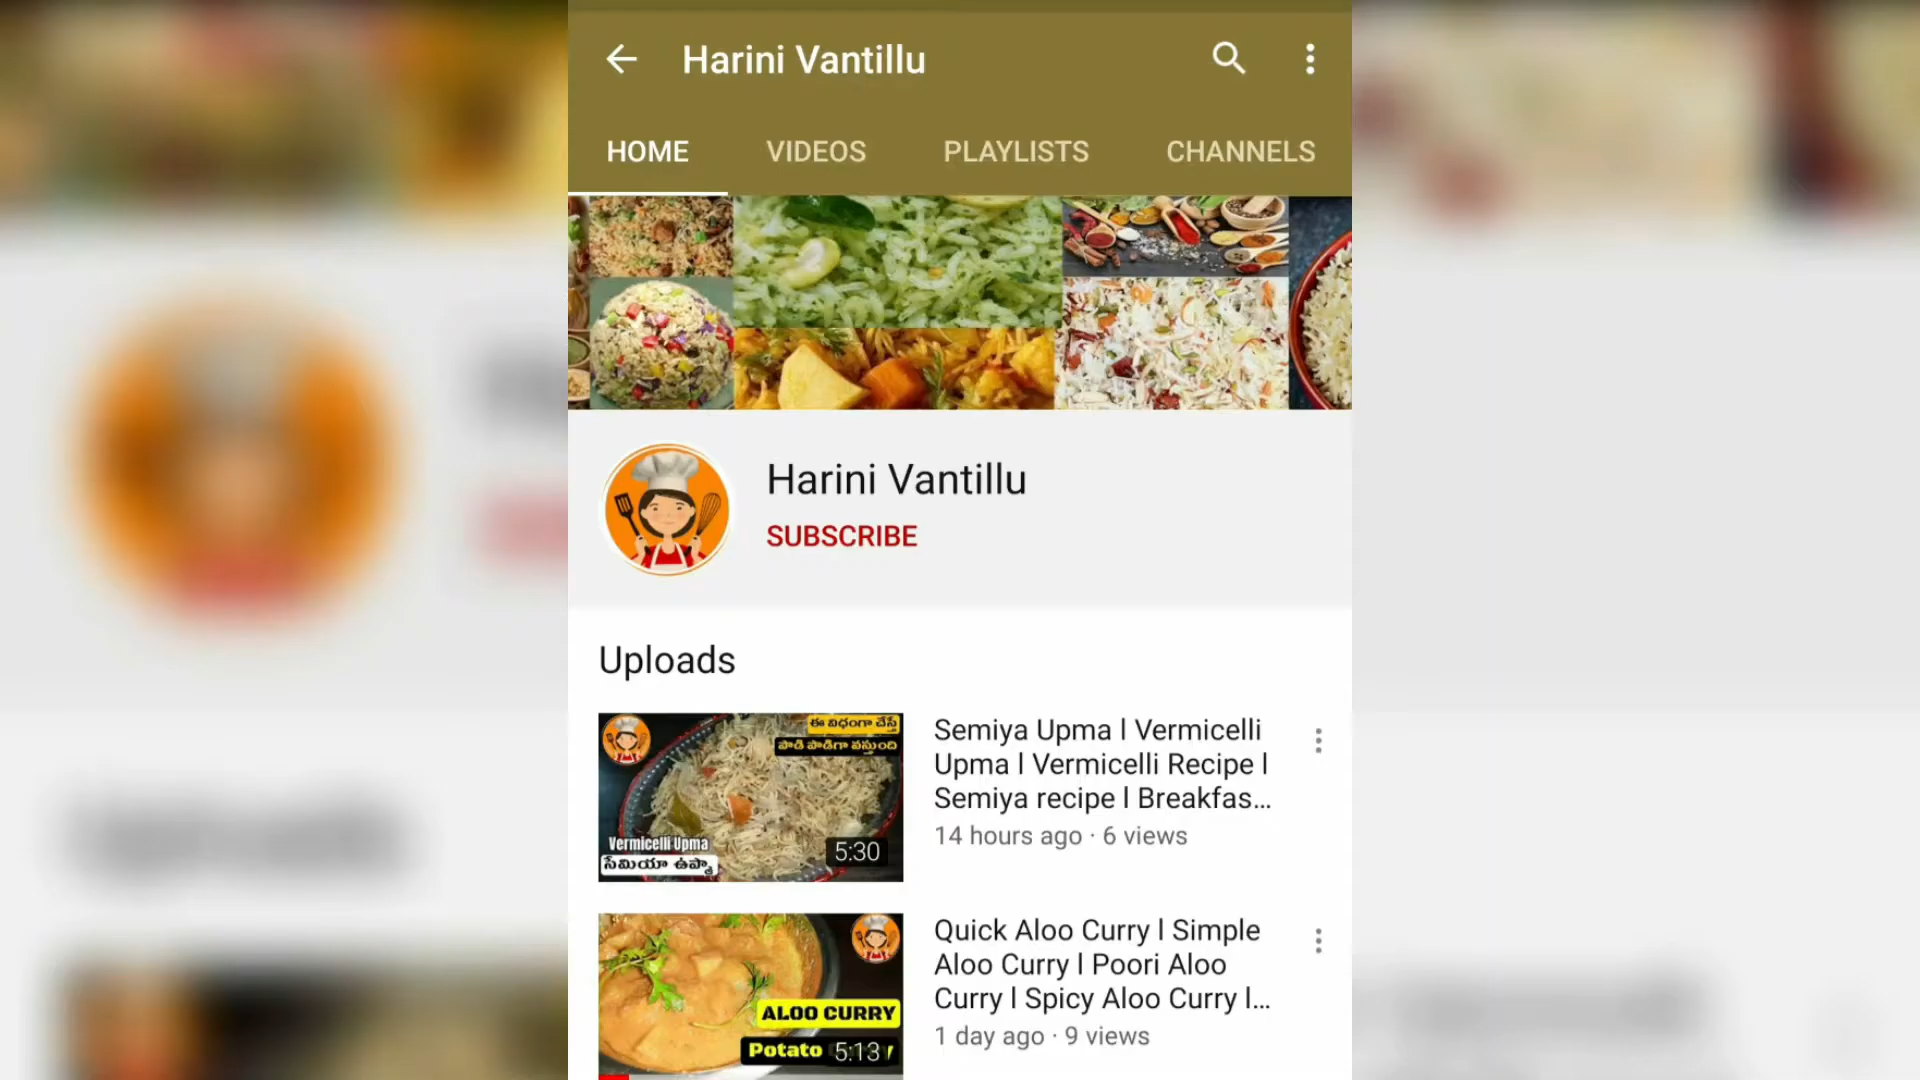 Harini Vantillu
HOME VIDEOS PLAYLISTS CHANNELS
Harini Vantillu
SUBSCRIBE
Uploads
ఈ విధంగా చేస్తే
పొడి పొడిగా వస్తుంది
Vermicelli Upma
సేమియా ఉప్మా
5:30
Semiya Upma l Vermicelli
Upma l Vermicelli Recipe l
Semiya recipe l Breakfas...
14 hours ago · 6 views
ALOO CURRY
Potato
5:13
Quick Aloo Curry l Simple
Aloo Curry l Poori Aloo
Curry l Spicy Aloo Curry l...
1 day ago · 9 views